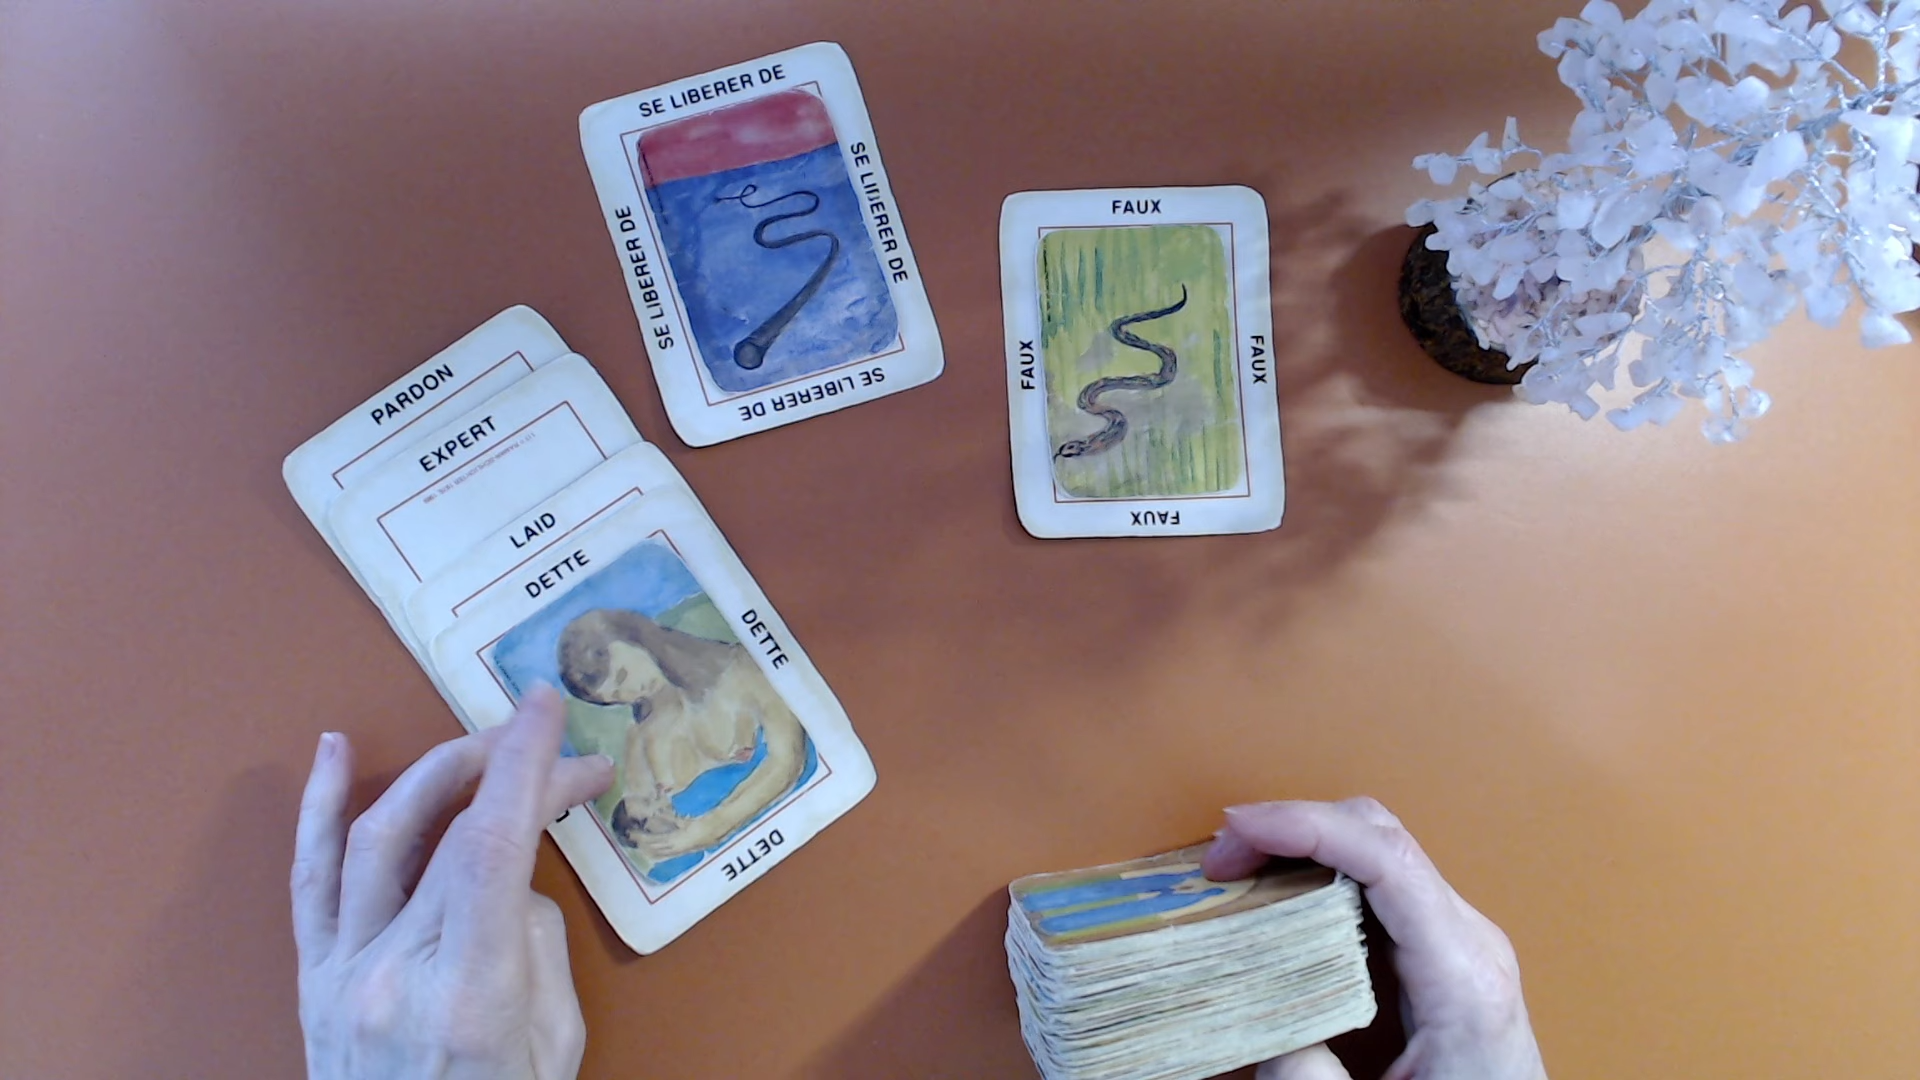 SE LIBERER DE
SE LIBERER DE
SE LIBERER DE
SE LIBERER DE
FAUX
FAUX
FAUX
FAUX
PARDON
EXPERT
LAID
DETTE
DETTE
DETTE